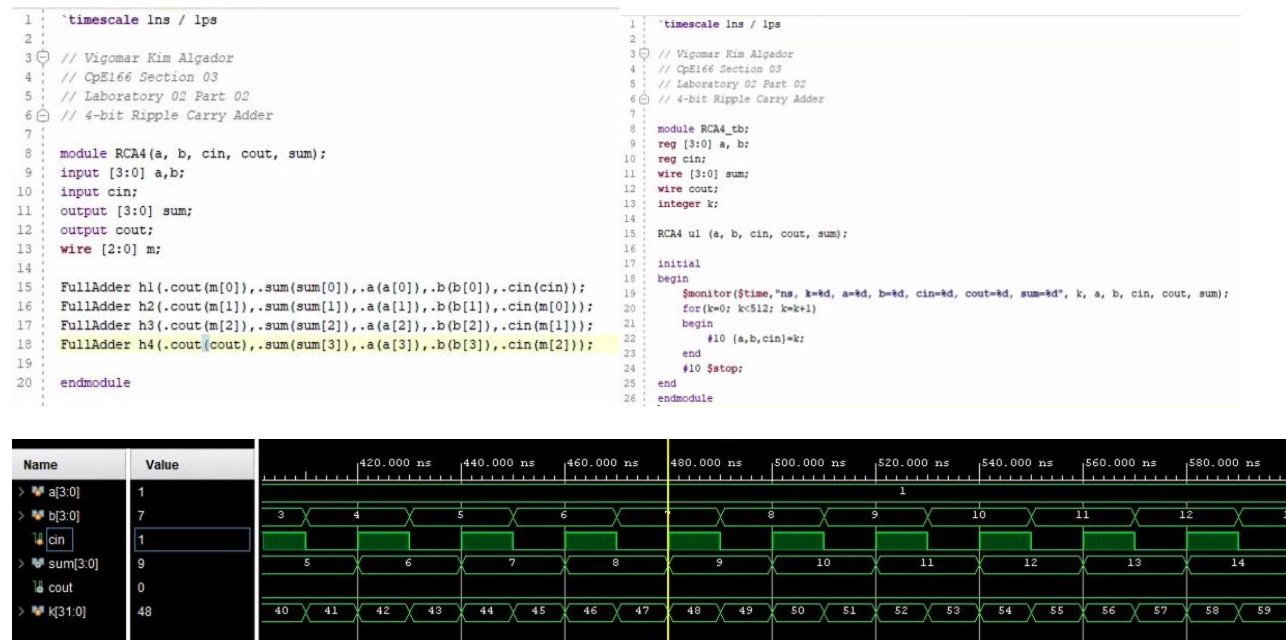 1 `timescale 1ns / 1ps
2
3 // Vigomar Kim Algador
4 // CpE166 Section 03
5 // Laboratory 02 Part 02
6 // 4-bit Ripple Carry Adder
7
8 module RCA4(a, b, cin, cout, sum);
9 input [3:0] a,b;
10 input cin;
11 output [3:0] sum;
12 output cout;
13 wire [2:0] m;
14
15 FullAdder h1(.cout(m[0]),.sum(sum[0]),.a(a[0]),.b(b[0]),.cin(cin));
16 FullAdder h2(.cout(m[1]),.sum(sum[1]),.a(a[1]),.b(b[1]),.cin(m[0]));
17 FullAdder h3(.cout(m[2]),.sum(sum[2]),.a(a[2]),.b(b[2]),.cin(m[1]));
18 FullAdder h4(.cout(cout),.sum(sum[3]),.a(a[3]),.b(b[3]),.cin(m[2]));
19
20 endmodule
1 `timescale 1ns / 1ps
2
3 // Vigomar Kim Algador
4 // CpE166 Section 03
5 // Laboratory 02 Part 02
6 // 4-bit Ripple Carry Adder
7
8 module RCA4_tb;
9 reg [3:0] a, b;
10 reg cin;
11 wire [3:0] sum;
12 wire cout;
13 integer k;
14
15 RCA4 u1 (a, b, cin, cout, sum);
16
17 initial
18 begin
19 $monitor($time,"ns, k=%d, a=%d, b=%d, cin=%d, cout=%d, sum=%d", k, a, b, cin, cout, sum);
20 for(k=0; k<512; k=k+1)
21 begin
22 #10 {a,b,cin}=k;
23 end
24 #10 $stop;
25 end
26 endmodule
Name Value 420.000 ns 440.000 ns 460.000 ns 480.000 ns 500.000 ns 520.000 ns 540.000 ns 560.000 ns 580.000 ns
a[3:0] 1 1
b[3:0] 7 3 4 5 6 7 8 9 10 11 12
cin 1
sum[3:0] 9 5 6 7 8 9 10 11 12 13 14
cout 0
k[31:0] 48 40 41 42 43 44 45 46 47 48 49 50 51 52 53 54 55 56 57 58 59